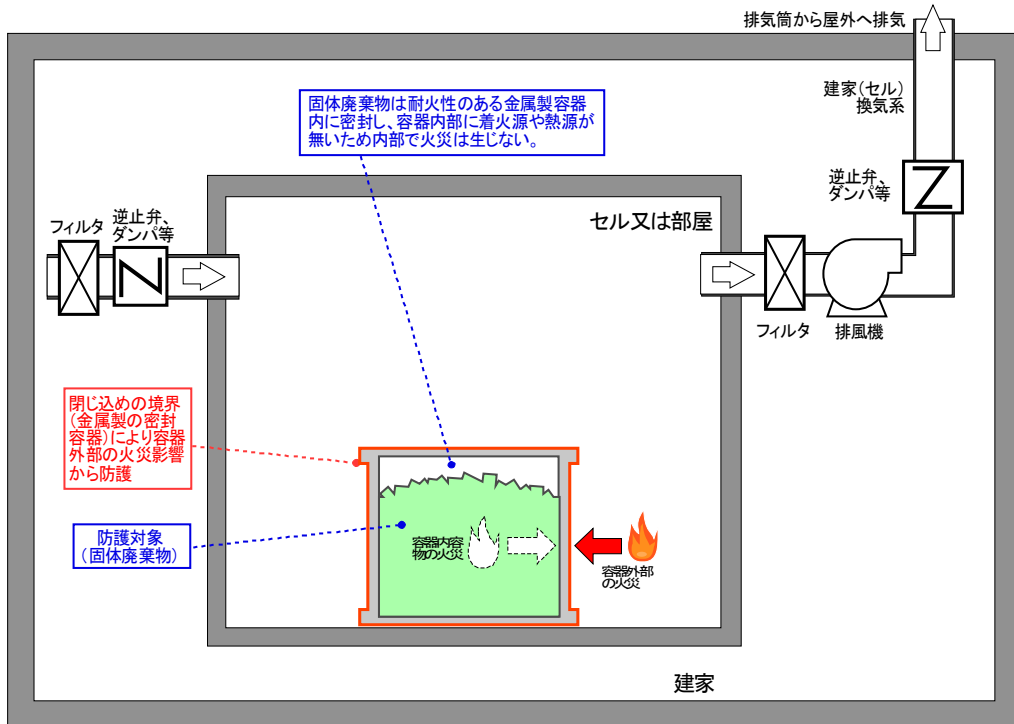 排気筒から屋外へ排気
建家(セル)
換気系
固体廃棄物は耐火性のある金属製容器
内に密封し、容器内部に着火源や熱源が
無いため内部で火災は生じない。
逆止弁、
ダンパ等
フィルタ
逆止弁、
ダンパ等
セル又は部屋
フィルタ
排風機
閉じ込めの境界
(金属製の密封
容器)により容器
外部の火災影響
から防護
防護対象
(固体廃棄物)
容器内容
物の火災
容器外部
の火災
建家